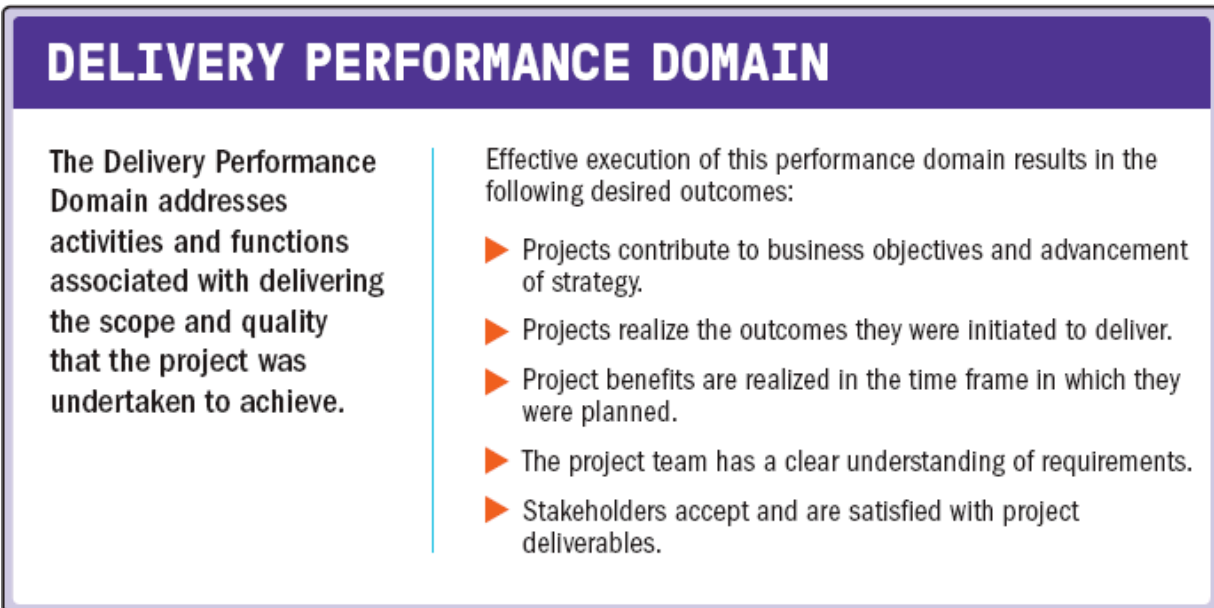 DELIVERY PERFORMANCE DOMAIN
The Delivery Performance
Domain addresses
activities and functions
associated with delivering
the scope and quality
that the project was
undertaken to achieve.
Effective execution of this performance domain results in the
following desired outcomes:
Projects contribute to business objectives and advancement
of strategy.
Projects realize the outcomes they were initiated to deliver.
Project benefits are realized in the time frame in which they
were planned.
The project team has a clear understanding of requirements.
Stakeholders accept and are satisfied with project
deliverables.